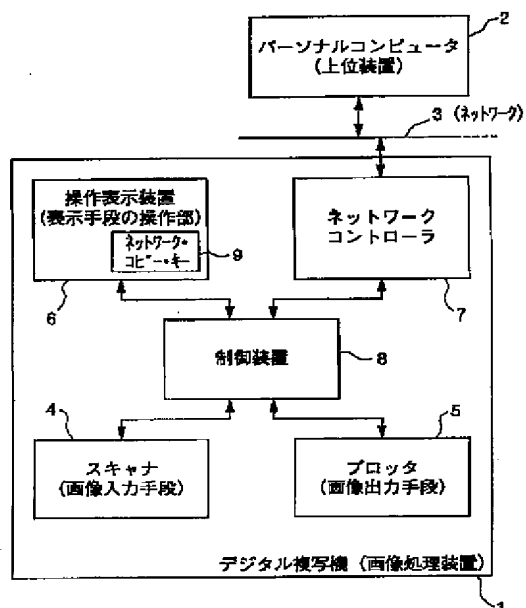 2
パーソナルコンピュータ
(上位装置)
3 (ネットワーク)
操作表示装置
(表示手段の操作部)
ネットワーク・
コピー・キー
9
6
ネットワーク
コントローラ
7
制御装置
8
4
スキャナ
(画像入力手段)
5
プロッタ
(画像出力手段)
デジタル複写機 (画像処理装置)
1